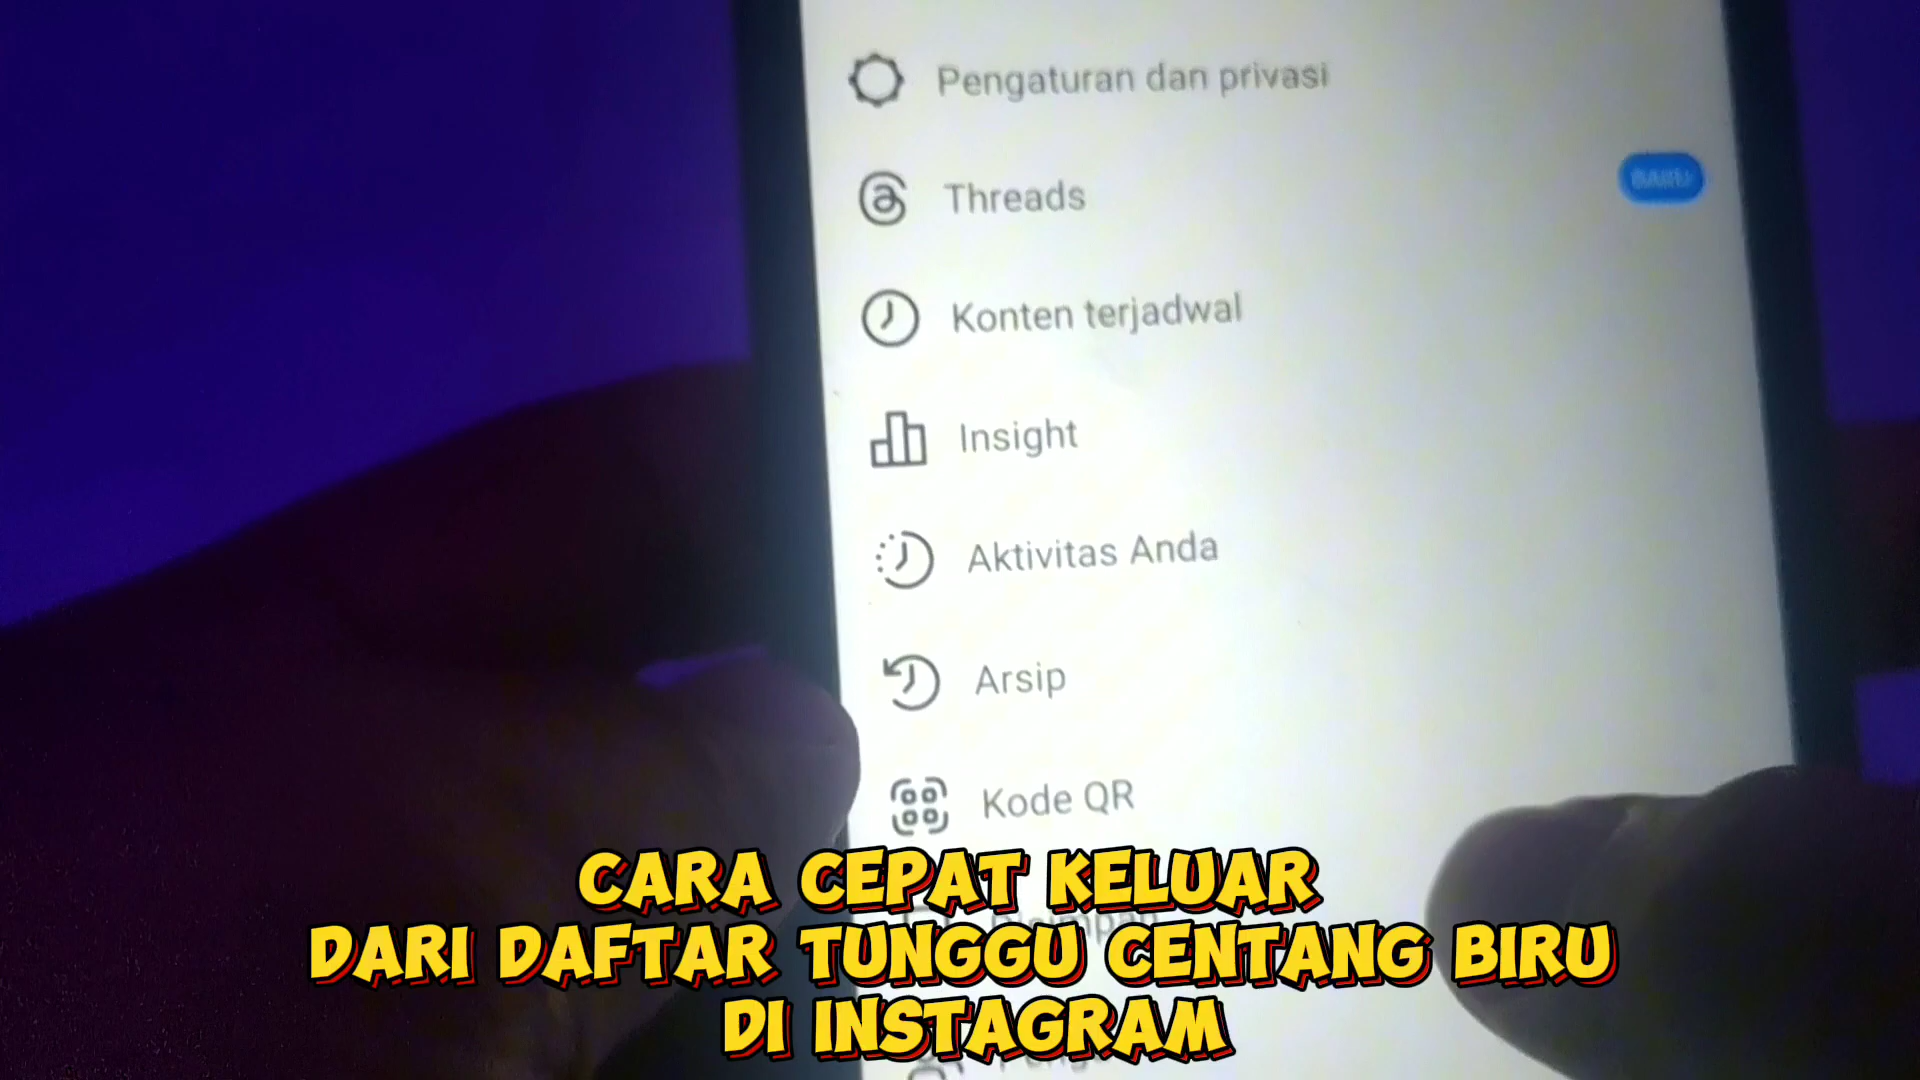 Pengaturan dan privasi
Threads
BARU
Konten terjadwal
Insight
Aktivitas Anda
Arsip
Kode QR
CARA CEPAT KELUAR
DARI DAFTAR TUNGGU CENTANG BIRU
DI INSTAGRAM